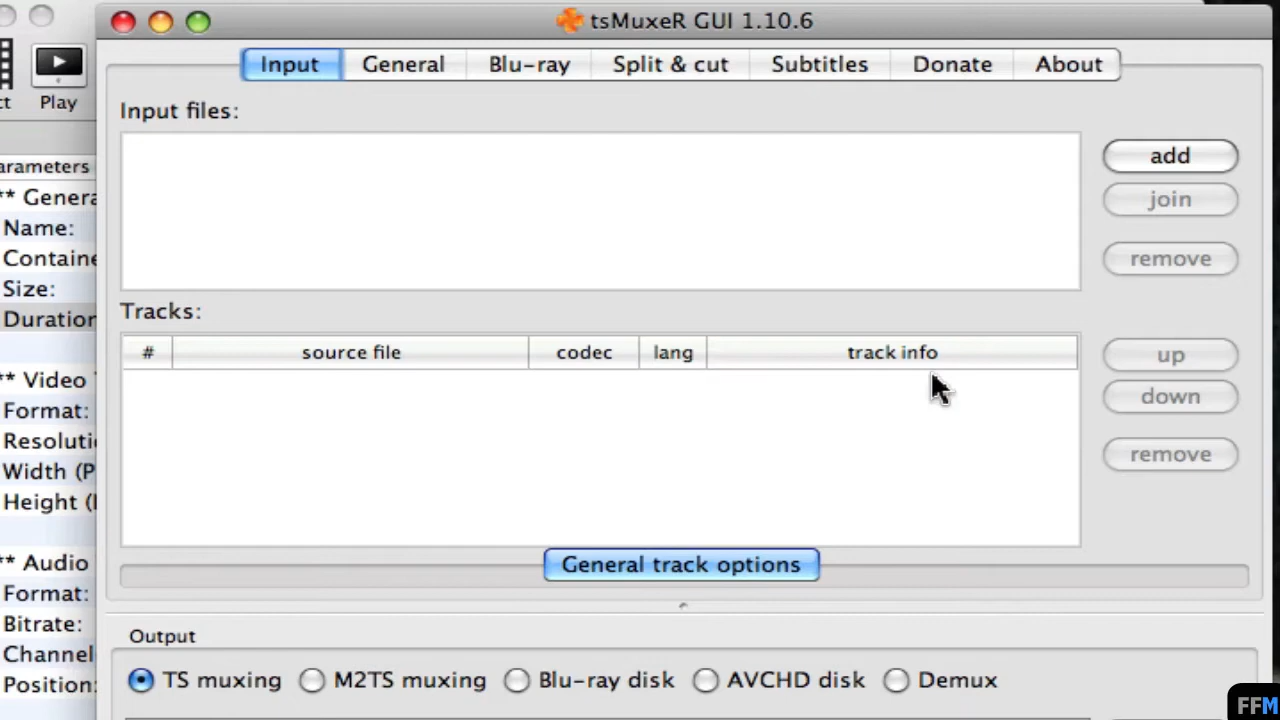 tsMuxeR GUI 1.10.6
Input General Blu-ray Split & cut Subtitles Donate About
Play
Input files:
add
join
remove
arameters
** Genera
Name:
Containe
Size:
Duration
** Video
Format:
Resoluti
Width (P
Height (
** Audio
Format:
Bitrate:
Channel
Position:
Tracks:
# source file codec lang track info
up
down
remove
General track options
Output
TS muxing M2TS muxing Blu-ray disk AVCHD disk Demux
FFM